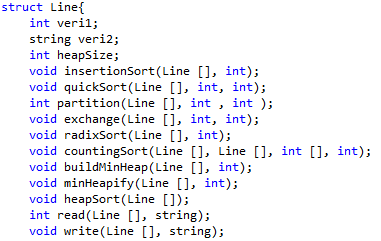 struct Line{
int veri1;
string veri2;
int heapSize;
void insertionSort(Line [], int);
void quickSort(Line [], int, int);
int partition(Line [], int , int );
void exchange(Line [], int, int);
void radixSort(Line [], int);
void countingSort(Line [], Line [], int [], int);
void buildMinHeap(Line [], int);
void minHeapify(Line [], int);
void heapSort(Line []);
int read(Line [], string);
void write(Line [], string);